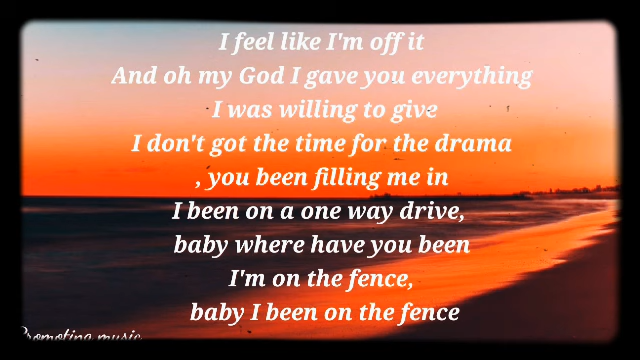 I feel like I'm off it
And oh my God I gave you everything
I was willing to give
I don't got the time for the drama
, you been filling me in
I been on a one way drive,
baby where have you been
I'm on the fence,
baby I been on the fence
Promoting music